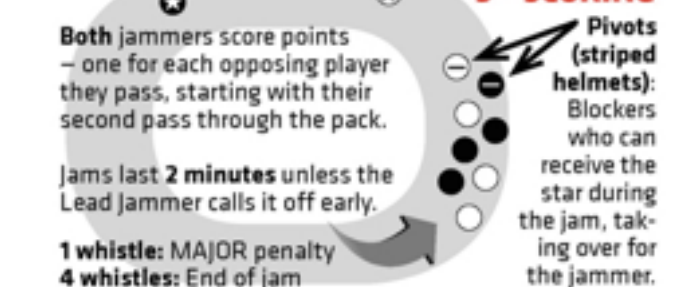 Both jammers score points
– one for each opposing player
they pass, starting with their
second pass through the pack.
Jams last 2 minutes unless the
Lead Jammer calls it off early.
1 whistle: MAJOR penalty
4 whistles: End of jam
Pivots
(striped
helmets):
Blockers
who can
receive the
star during
the jam, tak-
ing over for
the jammer.